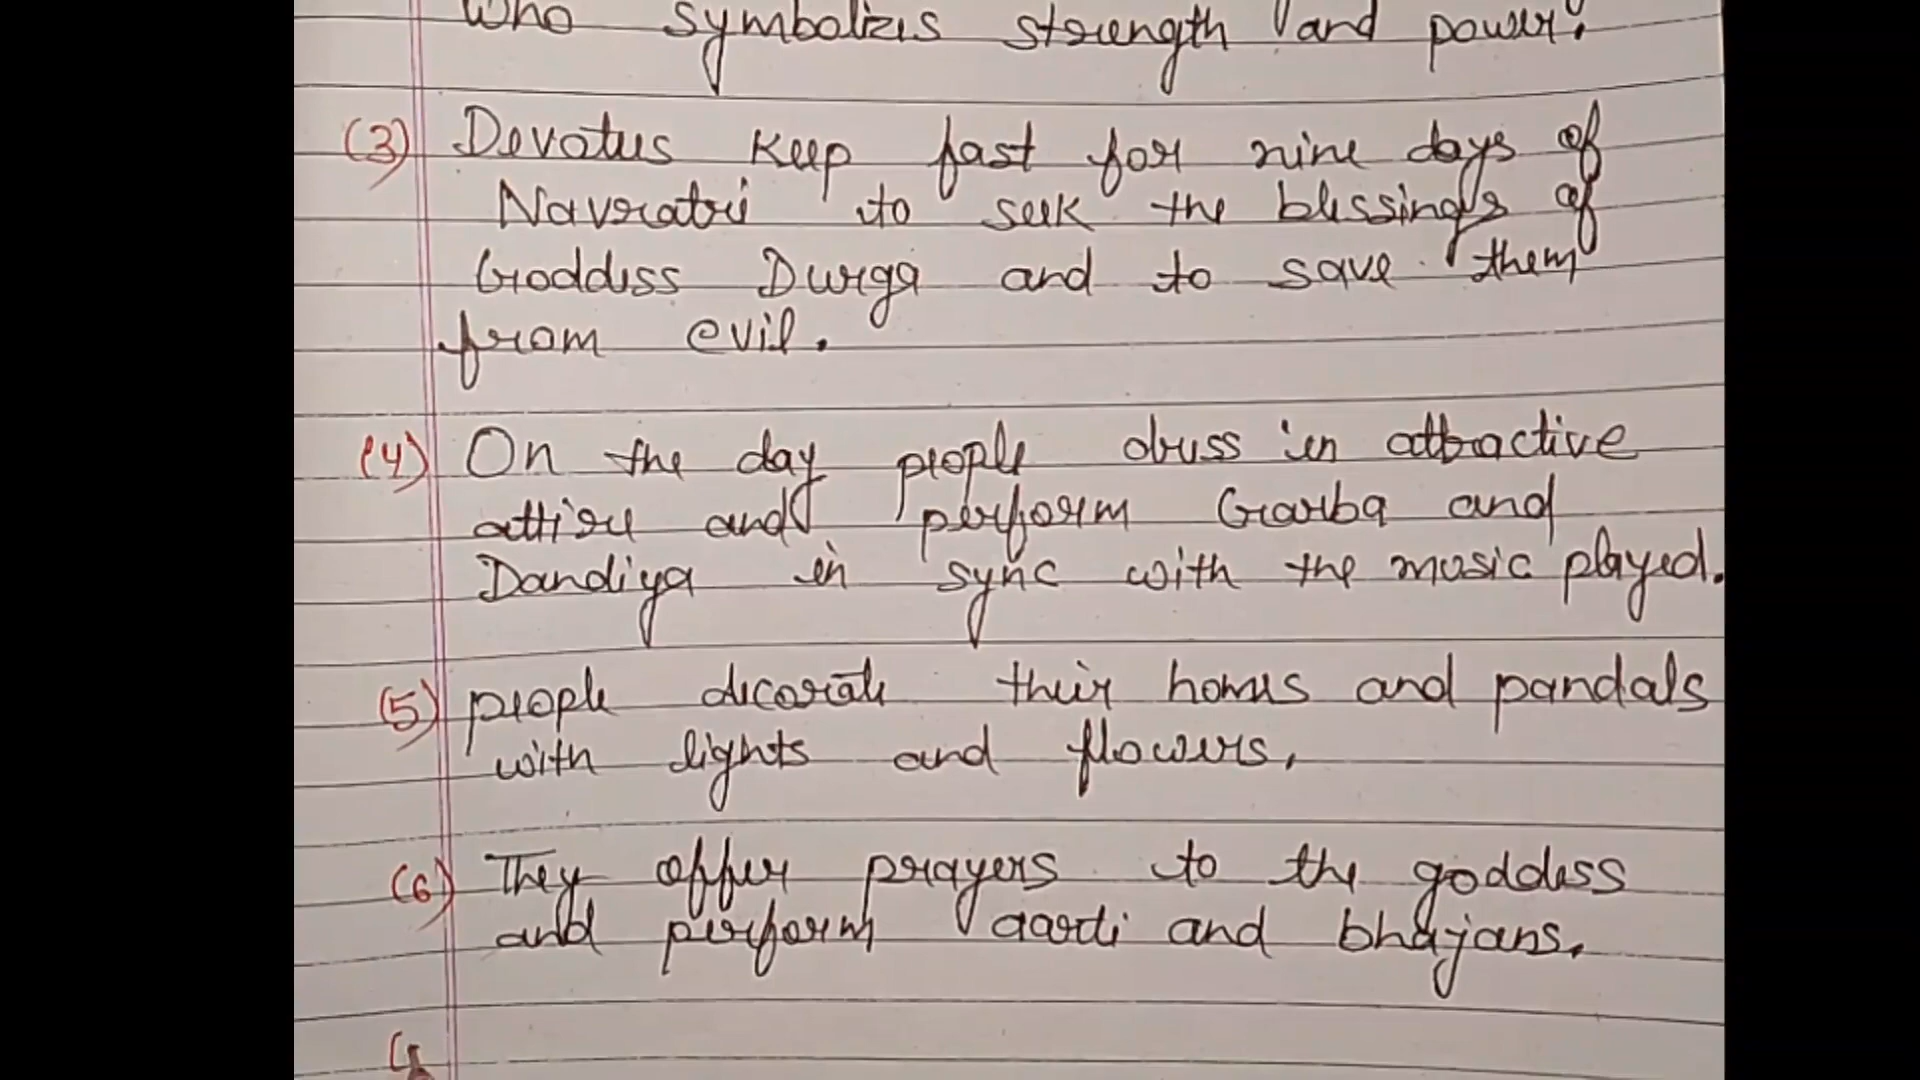 who symbolizes strength and power.
(3) Devotees keep fast for nine days of
Navratri to seek the blessings of
Goddess Durga and to save them
from evil.
(4) On the day people dress in attractive
attire and perform Garba and
Dandiya in sync with the music played.
(5) people decorate their homes and pandals
with lights and flowers.
(6) They offer prayers to the goddess
and perform aarti and bhajans.